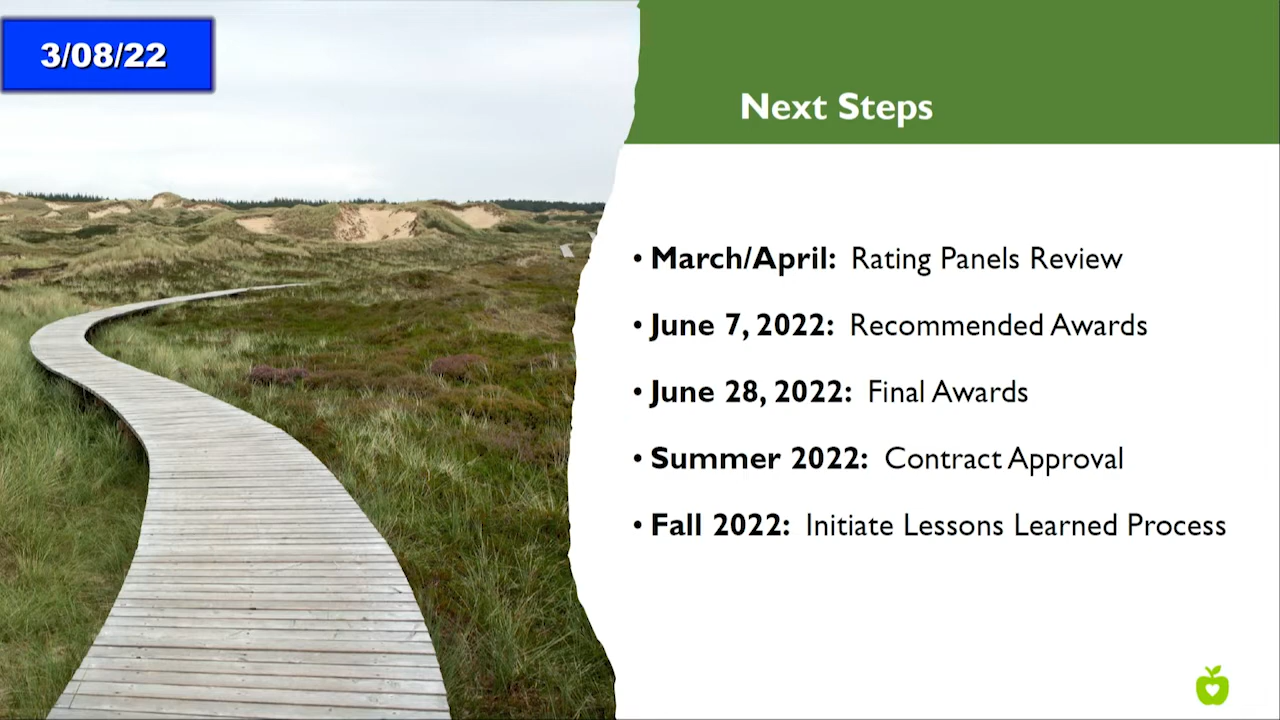 3/08/22
Next Steps
• March/April: Rating Panels Review
• June 7, 2022: Recommended Awards
• June 28, 2022: Final Awards
• Summer 2022: Contract Approval
• Fall 2022: Initiate Lessons Learned Process